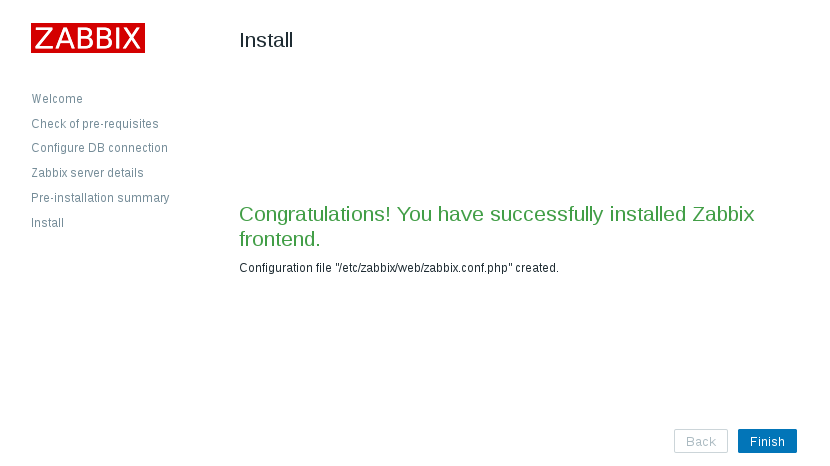 ZABBIX
Install
Welcome
Check of pre-requisites
Configure DB connection
Zabbix server details
Pre-installation summary
Install
Congratulations! You have successfully installed Zabbix
frontend.
Configuration file "/etc/zabbix/web/zabbix.conf.php" created.
Back
Finish